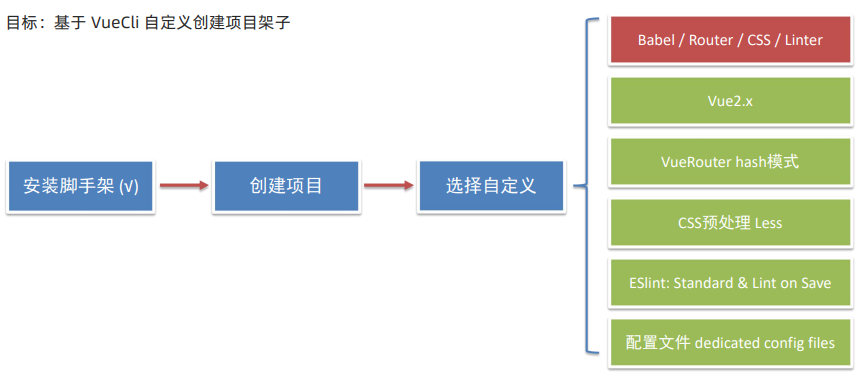 目标：基于 VueCli 自定义创建项目架子
安装脚手架 (√)
创建项目
选择自定义
Babel / Router / CSS / Linter
Vue2.x
VueRouter hash模式
CSS预处理 Less
ESlint: Standard & Lint on Save
配置文件 dedicated config files